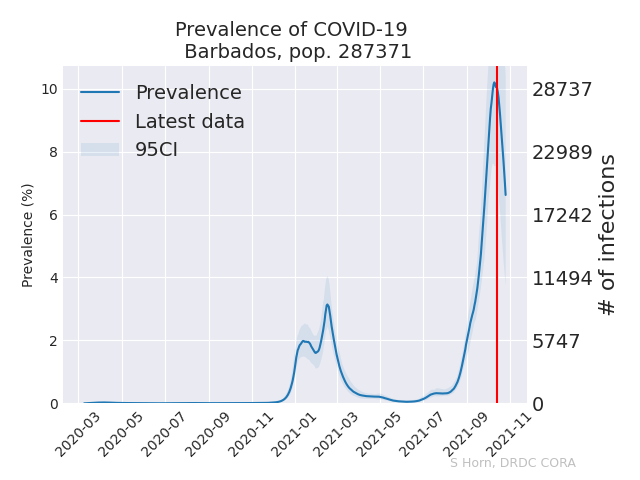 Prevalence of COVID-19
Barbados, pop. 287371
Prevalence
Latest data
95CI
Prevalence (%)
10
8
6
4
2
0
28737
22989
17242
11494
5747
0
# of infections
2020-03
2020-05
2020-07
2020-09
2020-11
2021-01
2021-03
2021-05
2021-07
2021-09
2021-11
S Horn, DRDC CORA